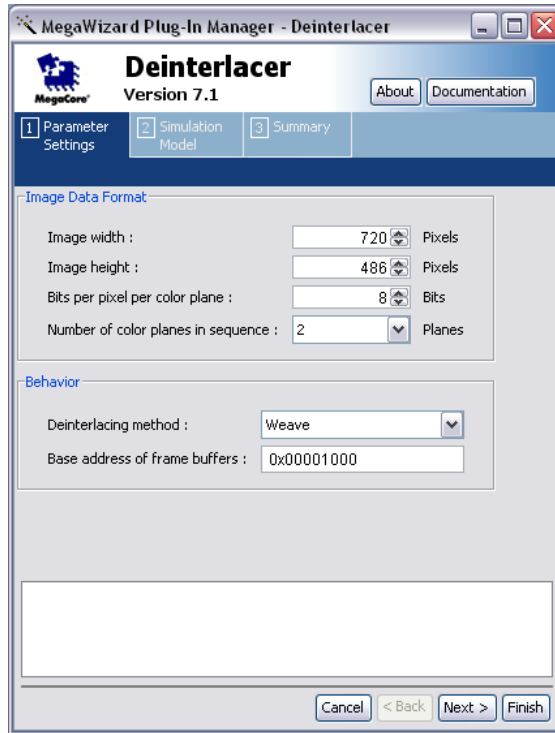 MegaWizard Plug-In Manager - Deinterlacer
MegaCore®
Deinterlacer
Version 7.1
About
Documentation
1 Parameter Settings
2 Simulation Model
3 Summary
Image Data Format
Image width : 720 Pixels
Image height : 486 Pixels
Bits per pixel per color plane : 8 Bits
Number of color planes in sequence : 2 Planes
Behavior
Deinterlacing method : Weave
Base address of frame buffers : 0x00001000
Cancel < Back Next > Finish